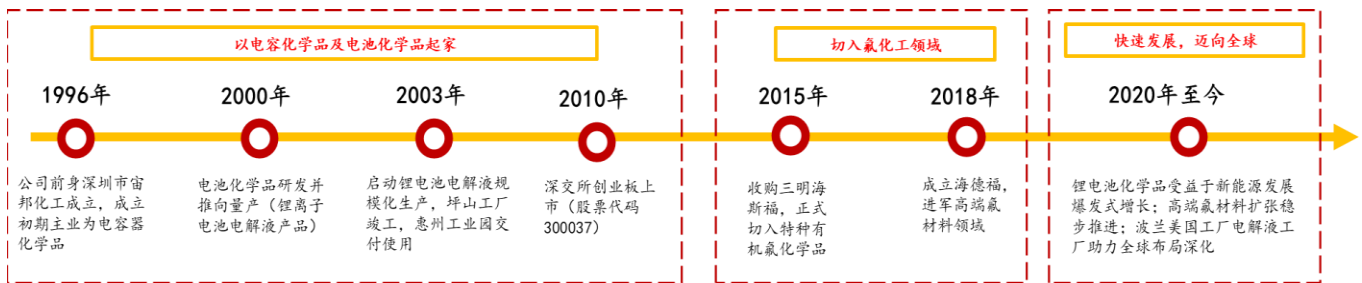 以电容化学品及电池化学品起家
1996年
公司前身深圳市宙
邦化工成立，成立
初期主业为电容器
化学品
2000年
电池化学品研发并
推向量产（锂离子
电池电解液产品）
2003年
启动锂电池电解液规
模化生产，坪山工厂
竣工，惠州工业园交
付使用
2010年
深交所创业板上
市（股票代码
300037）
切入氟化工领域
2015年
收购三明海
斯福，正式
切入特种有
机氟化学品
2018年
成立海德福，
进军高端氟
材料领域
快速发展，迈向全球
2020年至今
锂电池化学品受益于新能源发展
爆发式增长；高端氟材料扩张稳
步推进；波兰美国工厂电解液工
厂助力全球布局深化